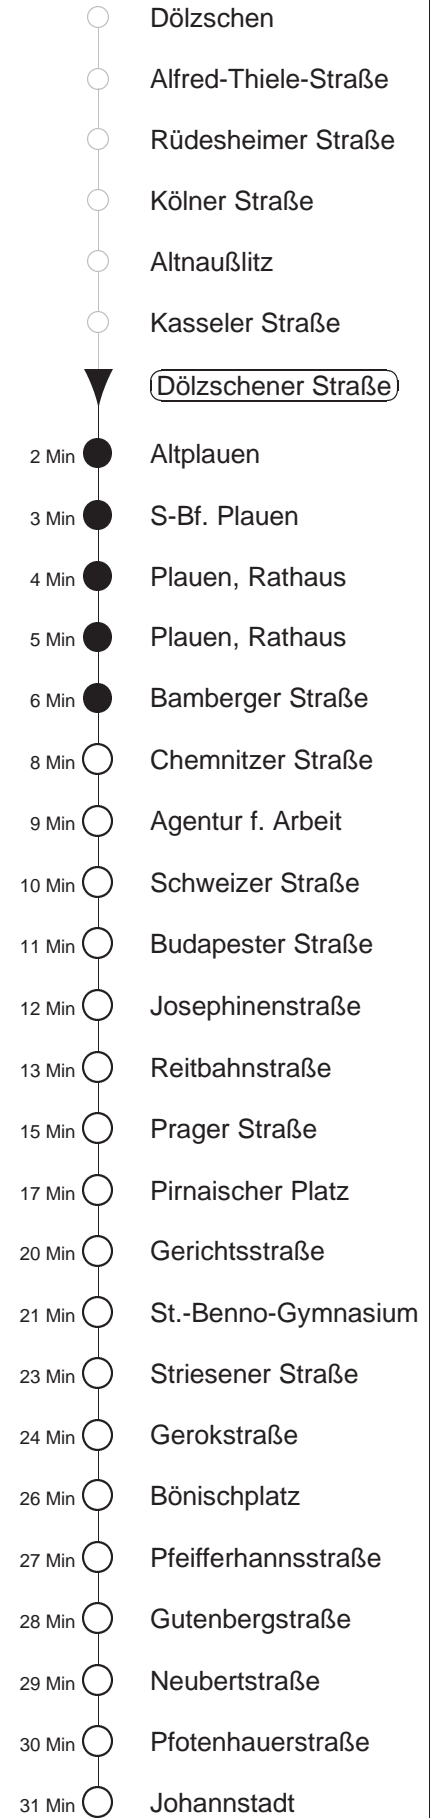 Dölzschen
Alfred-Thiele-Straße
Rüdesheimer Straße
Kölner Straße
Altnaußlitz
Kasseler Straße
Dölzschener Straße
2 Min Altplauen
3 Min S-Bf. Plauen
4 Min Plauen, Rathaus
5 Min Plauen, Rathaus
6 Min Bamberger Straße
8 Min Chemnitzer Straße
9 Min Agentur f. Arbeit
10 Min Schweizer Straße
11 Min Budapester Straße
12 Min Josephinenstraße
13 Min Reitbahnstraße
15 Min Prager Straße
17 Min Pirnaischer Platz
20 Min Gerichtsstraße
21 Min St.-Benno-Gymnasium
23 Min Striesener Straße
24 Min Gerokstraße
26 Min Bönischplatz
27 Min Pfeifferhannsstraße
28 Min Gutenbergstraße
29 Min Neubertstraße
30 Min Pfotenhauerstraße
31 Min Johannstadt